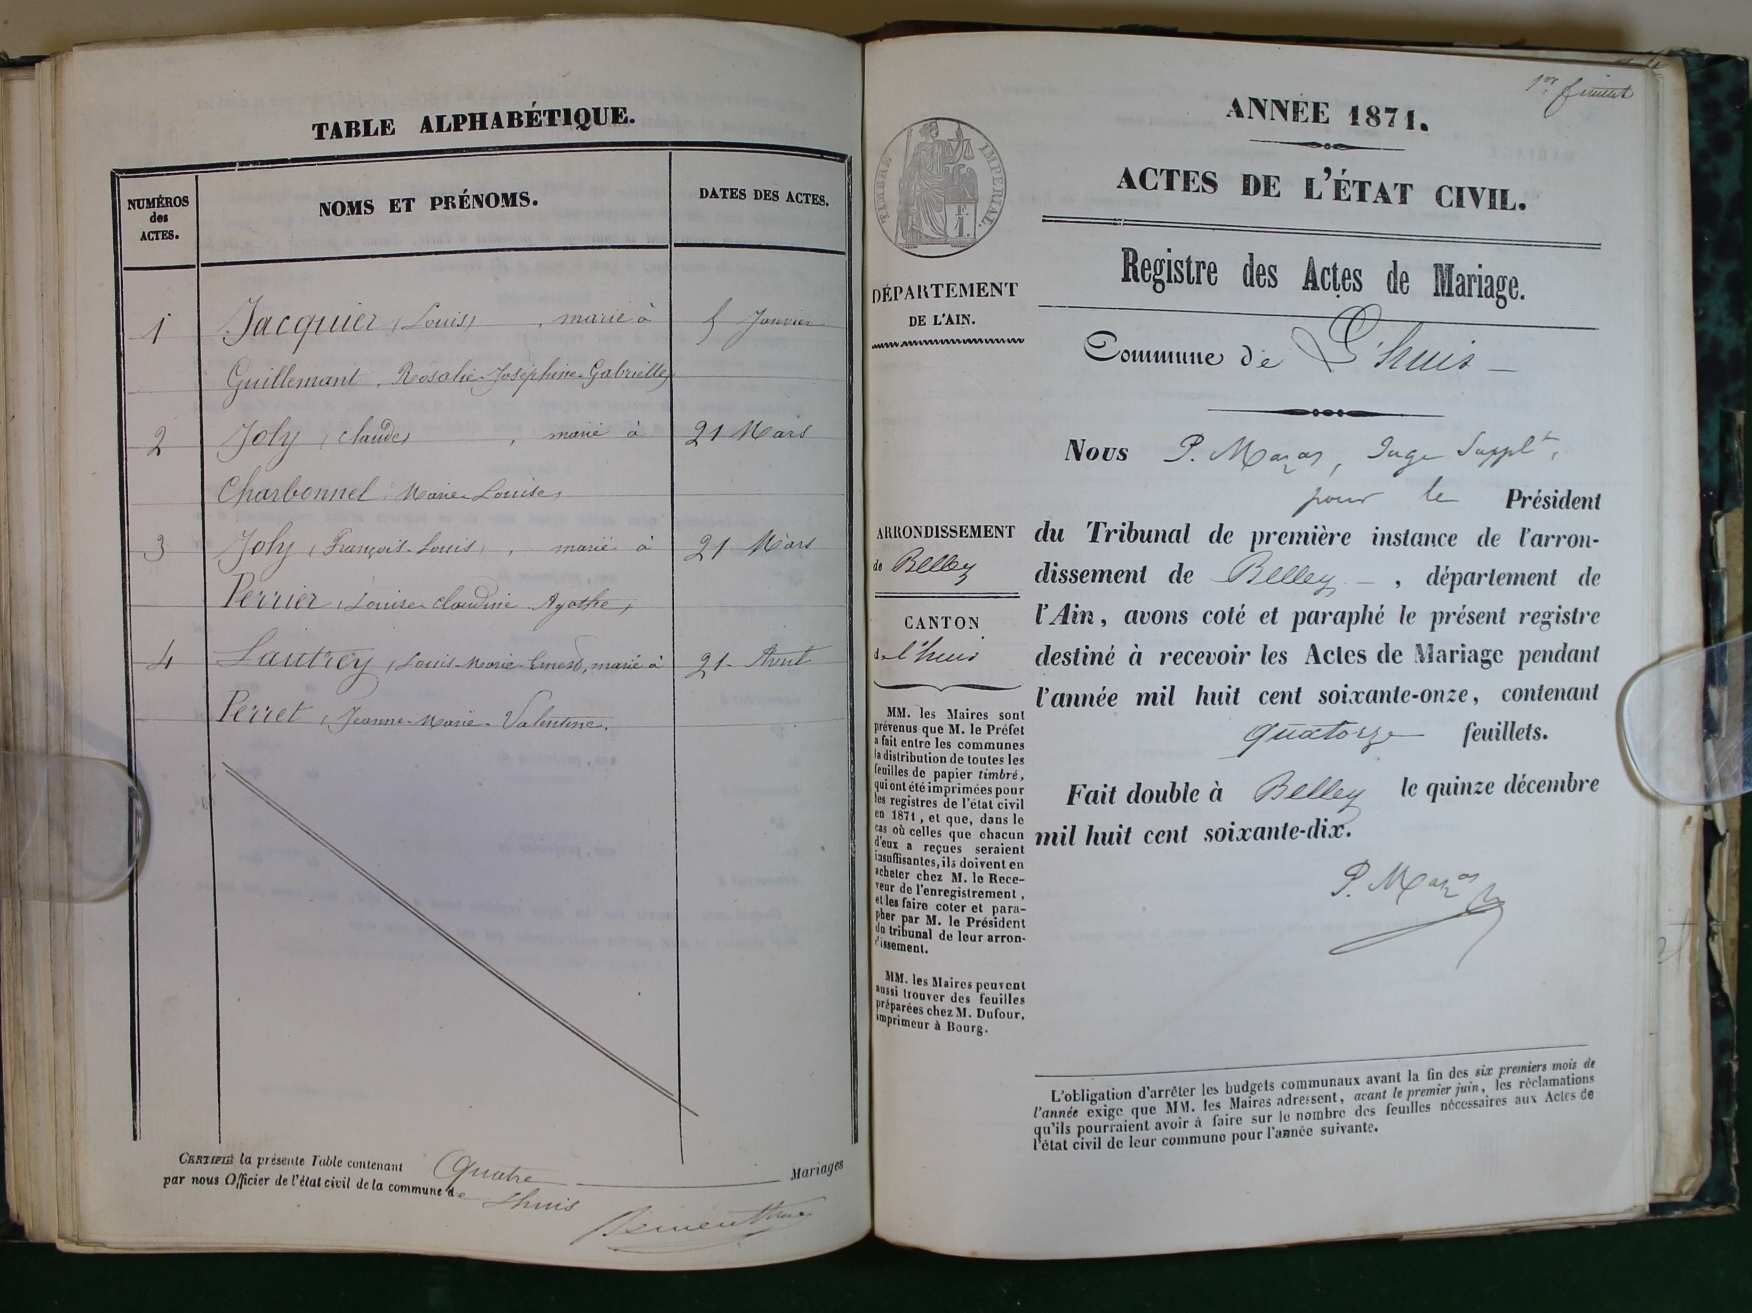 TABLE ALPHABÉTIQUE.
NUMÉROS des ACTES.
NOMS ET PRÉNOMS.
DATES DES ACTES.
1 Jacquier (Louis) , marié à 5 Janvier
Guillemant, Rosalie-Joséphine-Gabrielle,
2 Joly (Claude) , marié à 21 Mars
Charbonnel, Marie-Louise,
3 Joly (François-Louis) , marié à 21 Mars
Perrier, Louise-Claudine-Agathe,
4 Lautrey, (Louis-Marie-Ernest), marié à 21 Avril
Perret, Jeanne-Marie-Valentine.
CERTIFIÉ la présente Table contenant Quatre Mariages
par nous Officier de l'état civil de la commune de Lhuis
1er feuillet
ANNÉE 1871.
ACTES DE L'ÉTAT CIVIL.
TIMBRE IMPÉRIAL.
F. 1.
Registre des Actes de Mariage.
DÉPARTEMENT
DE L'AIN.
Commune de L'huis
Nous P. Mazas, Juge Supplt,
pour le Président
du Tribunal de première instance de l'arron-
dissement de Belley, département de
l'Ain, avons coté et paraphé le présent registre
destiné à recevoir les Actes de Mariage pendant
l'année mil huit cent soixante-onze, contenant
quatorze feuillets.
Fait double à Belley le quinze décembre
mil huit cent soixante-dix.
P. Mazas
ARRONDISSEMENT
de Belley
CANTON
de l'huis
MM. les Maires sont
prévenus que M. le Préfet
a fait entre les communes
la distribution de toutes les
feuilles de papier timbré,
qui ont été imprimées pour
les registres de l'état civil
en 1871, et que, dans le
cas où celles que chacun
d'eux a reçues seraient
insuffisantes, ils doivent en
acheter chez M. le Rece-
veur de l'enregistrement,
et les faire coter et para-
pher par M. le Président
du tribunal de leur arron-
dissement.
MM. les Maires peuvent
aussi trouver des feuilles
préparées chez M. Dufour,
imprimeur à Bourg.
L'obligation d'arrêter les budgets communaux avant la fin des six premiers mois de
l'année exige que MM. les Maires adressent, avant le premier juin, les réclamations
qu'ils pourraient avoir à faire sur le nombre des feuilles nécessaires aux Actes de
l'état civil de leur commune pour l'année suivante.